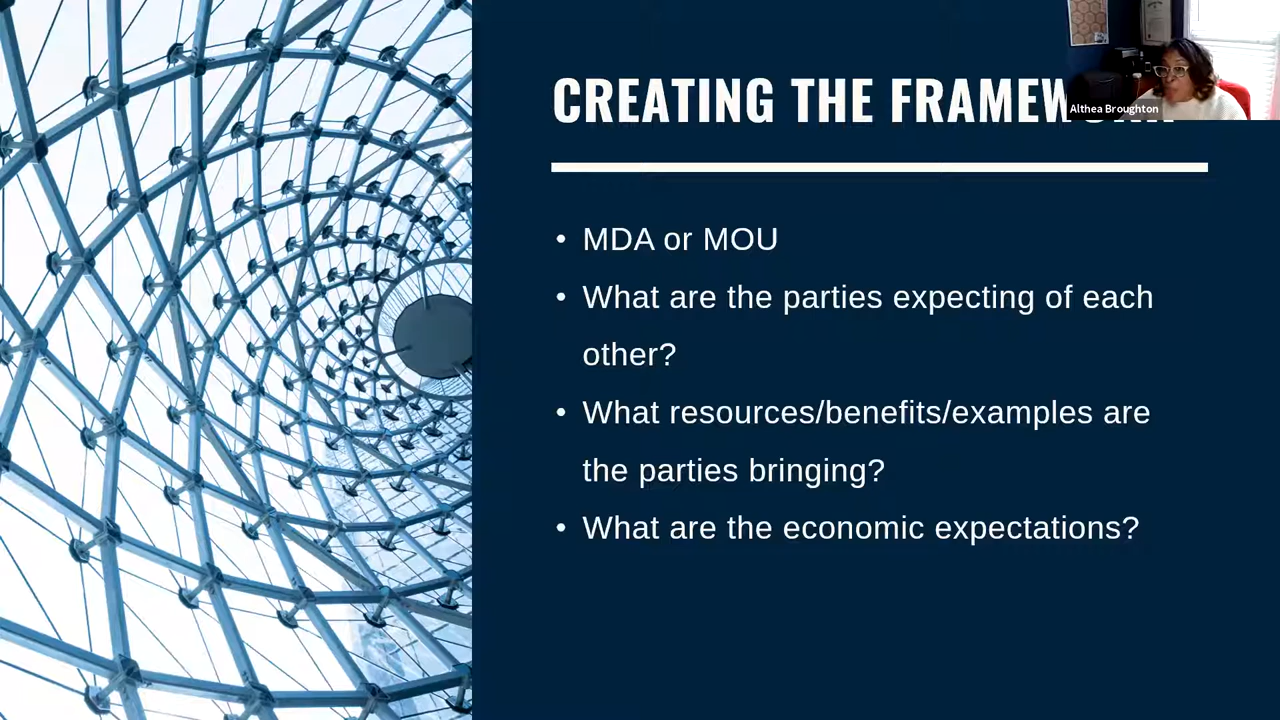 CREATING THE
Althea Broughton
• MDA or MOU
• What are the parties expecting of each
other?
• What resources/benefits/examples are
the parties bringing?
• What are the economic expectations?